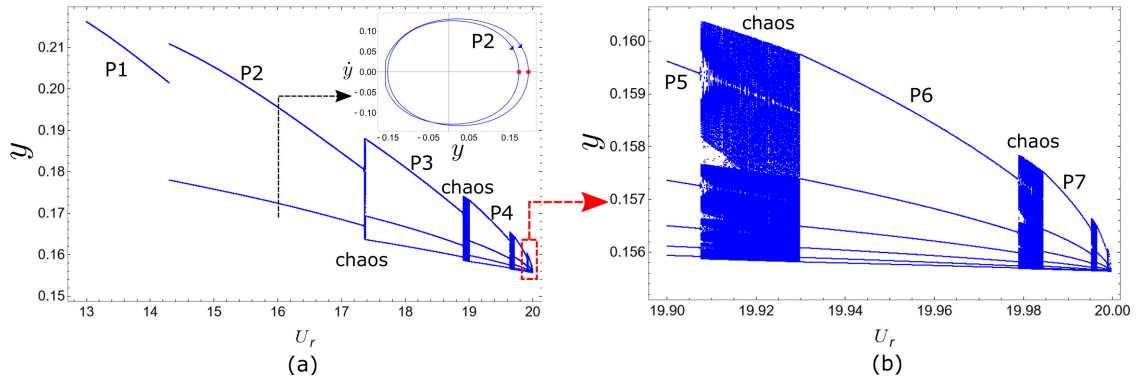 (a)
y
0.21
0.20
0.19
0.18
0.17
0.16
0.15
13 14 15 16 17 18 19 20
U_r
P1
P2
P3
chaos
P4
chaos
ẏ
0.15
0.10
0.05
0.00
-0.05
-0.10
-0.15 -0.05 0.05 0.15
y
P2
(a)
(b)
y
0.160
0.159
0.158
0.157
0.156
19.90 19.92 19.94 19.96 19.98 20.00
U_r
P5
chaos
P6
chaos
P7
(b)